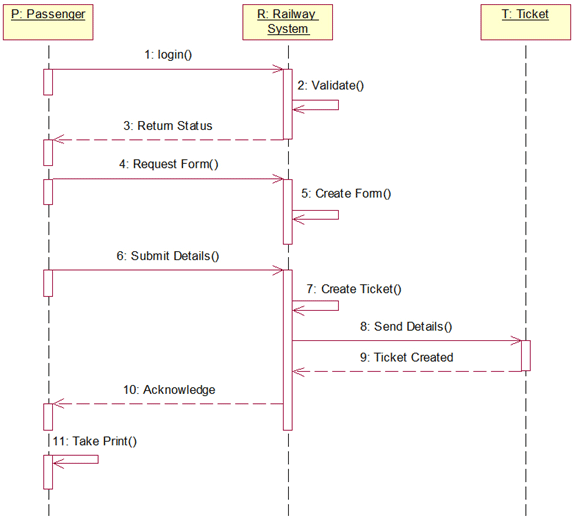 P: Passenger
R: Railway
System
T: Ticket
1: login()
2: Validate()
3: Return Status
4: Request Form()
5: Create Form()
6: Submit Details()
7: Create Ticket()
8: Send Details()
9: Ticket Created
10: Acknowledge
11: Take Print()